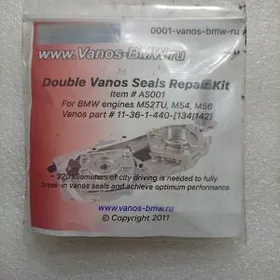 0001-vanos-bmw-ru
www.Vanos-BMW.ru
Double Vanos Seals Repair Kit
Item # AS001
For BMW engines M52TU, M54, M56
Vanos part # 11-36-1-440-(134|142)
320 kilometers of city driving is needed to fully
break-in vanos seals and achieve optimum performance.
www.vanos-bmw.ru
© Copyright 2011